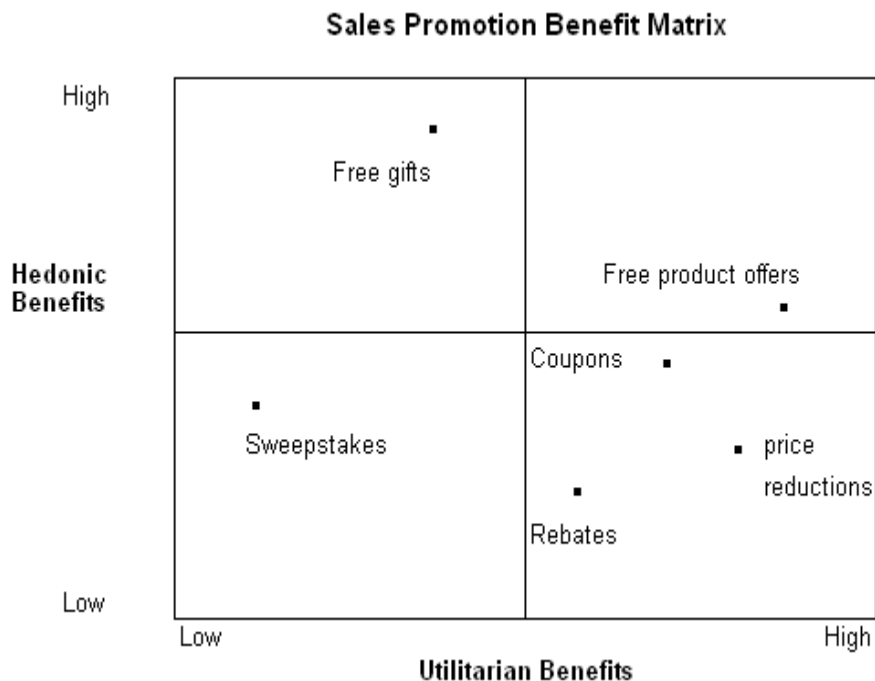 Sales Promotion Benefit Matrix
High
Free gifts
Hedonic
Benefits
Free product offers
Coupons
Sweepstakes
price
reductions
Rebates
Low
Low
High
Utilitarian Benefits